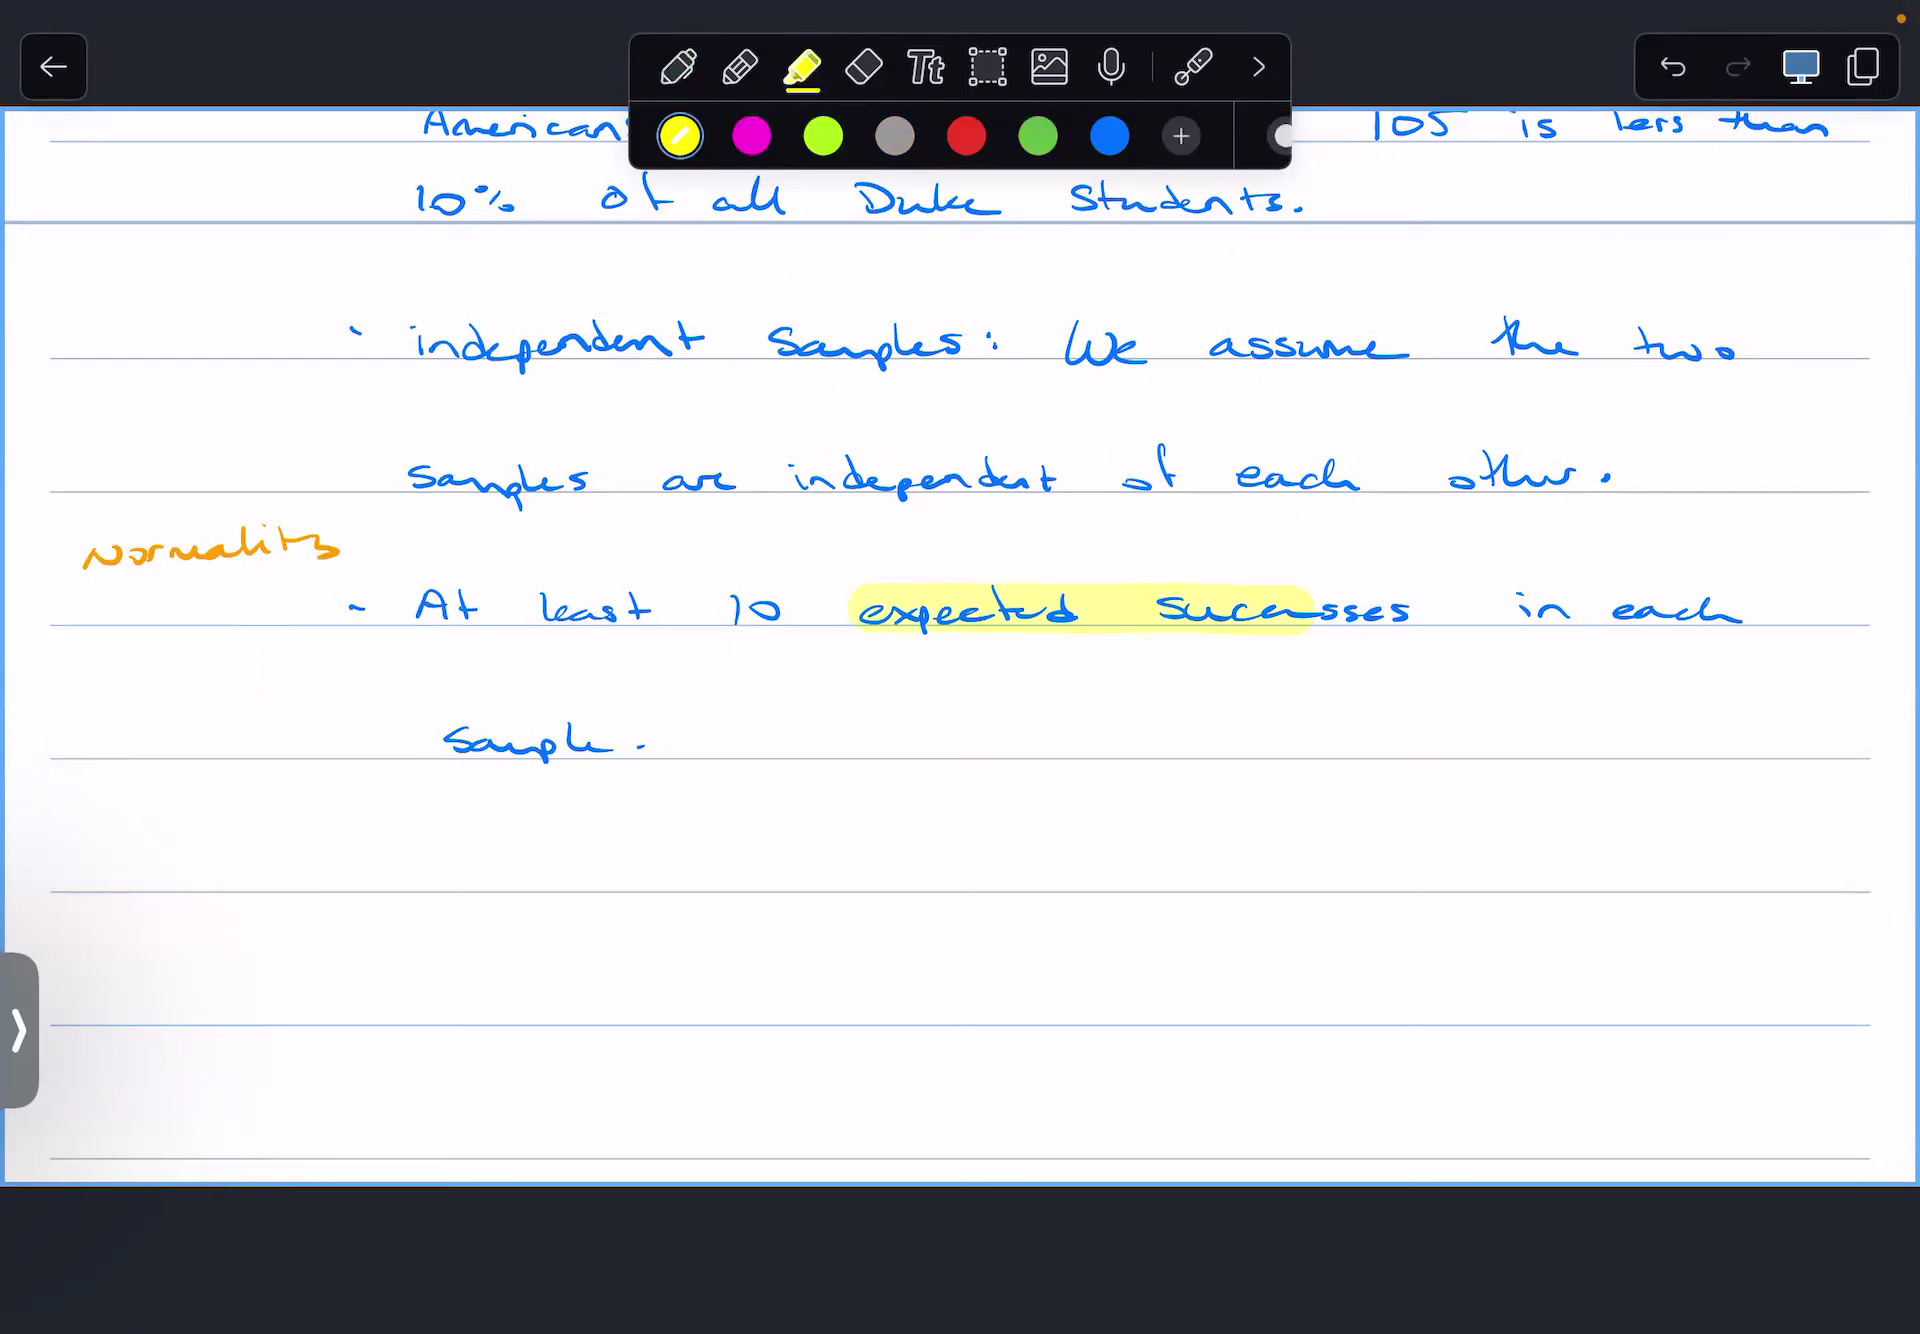 Tt
American 105 is less than
10% of all Duke Students.
independent Samples: We assume the two
samples are independent of each other.
Normality
- At least 10 expected successes in each
Sample.